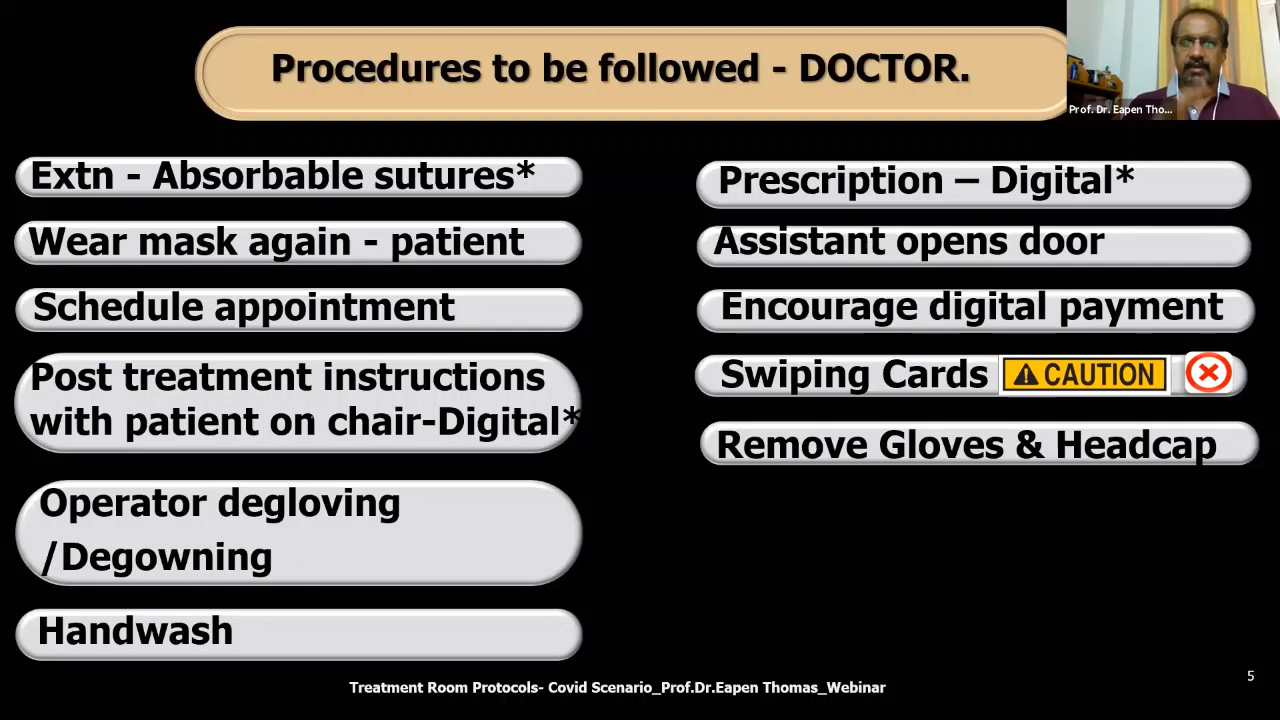 Procedures to be followed - DOCTOR.
Prof. Dr. Eapen Tho...
Extn - Absorbable sutures*
Wear mask again - patient
Schedule appointment
Post treatment instructions
with patient on chair-Digital*
Operator degloving
/Degowning
Handwash
Prescription – Digital*
Assistant opens door
Encourage digital payment
Swiping Cards CAUTION
Remove Gloves & Headcap
Treatment Room Protocols- Covid Scenario_Prof.Dr.Eapen Thomas_Webinar
5